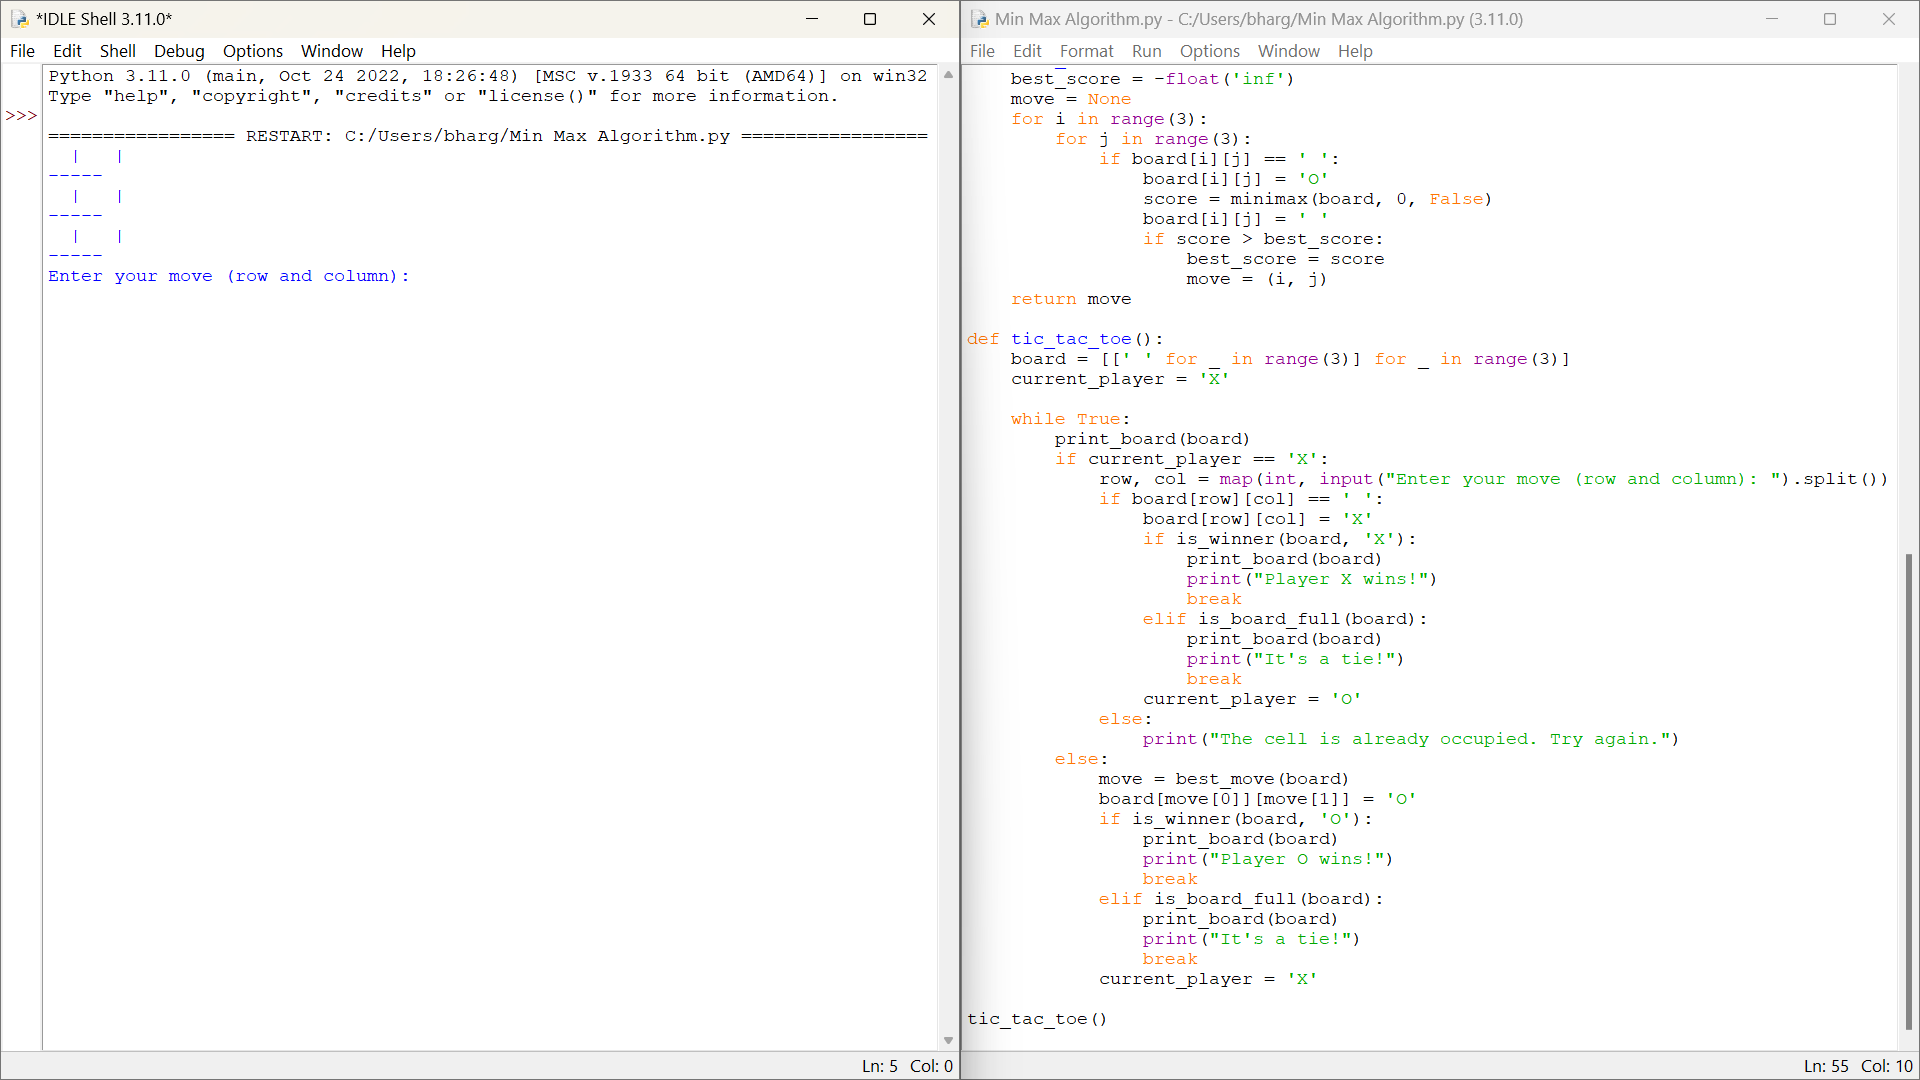 *IDLE Shell 3.11.0*
File Edit Shell Debug Options Window Help
Python 3.11.0 (main, Oct 24 2022, 18:26:48) [MSC v.1933 64 bit (AMD64)] on win32
Type "help", "copyright", "credits" or "license()" for more information.
>>>
================= RESTART: C:/Users/bharg/Min Max Algorithm.py =================
  |   |
-----
  |   |
-----
  |   |
-----
Enter your move (row and column):
Ln: 5 Col: 0
Min Max Algorithm.py - C:/Users/bharg/Min Max Algorithm.py (3.11.0)
File Edit Format Run Options Window Help
    best_score = -float('inf')
    move = None
    for i in range(3):
        for j in range(3):
            if board[i][j] == ' ':
                board[i][j] = 'O'
                score = minimax(board, 0, False)
                board[i][j] = ' '
                if score > best_score:
                    best_score = score
                    move = (i, j)
    return move
def tic_tac_toe():
    board = [[' ' for _ in range(3)] for _ in range(3)]
    current_player = 'X'
    while True:
        print_board(board)
        if current_player == 'X':
            row, col = map(int, input("Enter your move (row and column): ").split())
            if board[row][col] == ' ':
                board[row][col] = 'X'
                if is_winner(board, 'X'):
                    print_board(board)
                    print("Player X wins!")
                    break
                elif is_board_full(board):
                    print_board(board)
                    print("It's a tie!")
                    break
                current_player = 'O'
            else:
                print("The cell is already occupied. Try again.")
        else:
            move = best_move(board)
            board[move[0]][move[1]] = 'O'
            if is_winner(board, 'O'):
                print_board(board)
                print("Player O wins!")
                break
            elif is_board_full(board):
                print_board(board)
                print("It's a tie!")
                break
            current_player = 'X'
tic_tac_toe()
Ln: 55 Col: 10